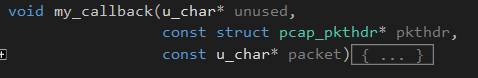 void my_callback(u_char* unused,
const struct pcap_pkthdr* pkthdr,
const u_char* packet){ ... }